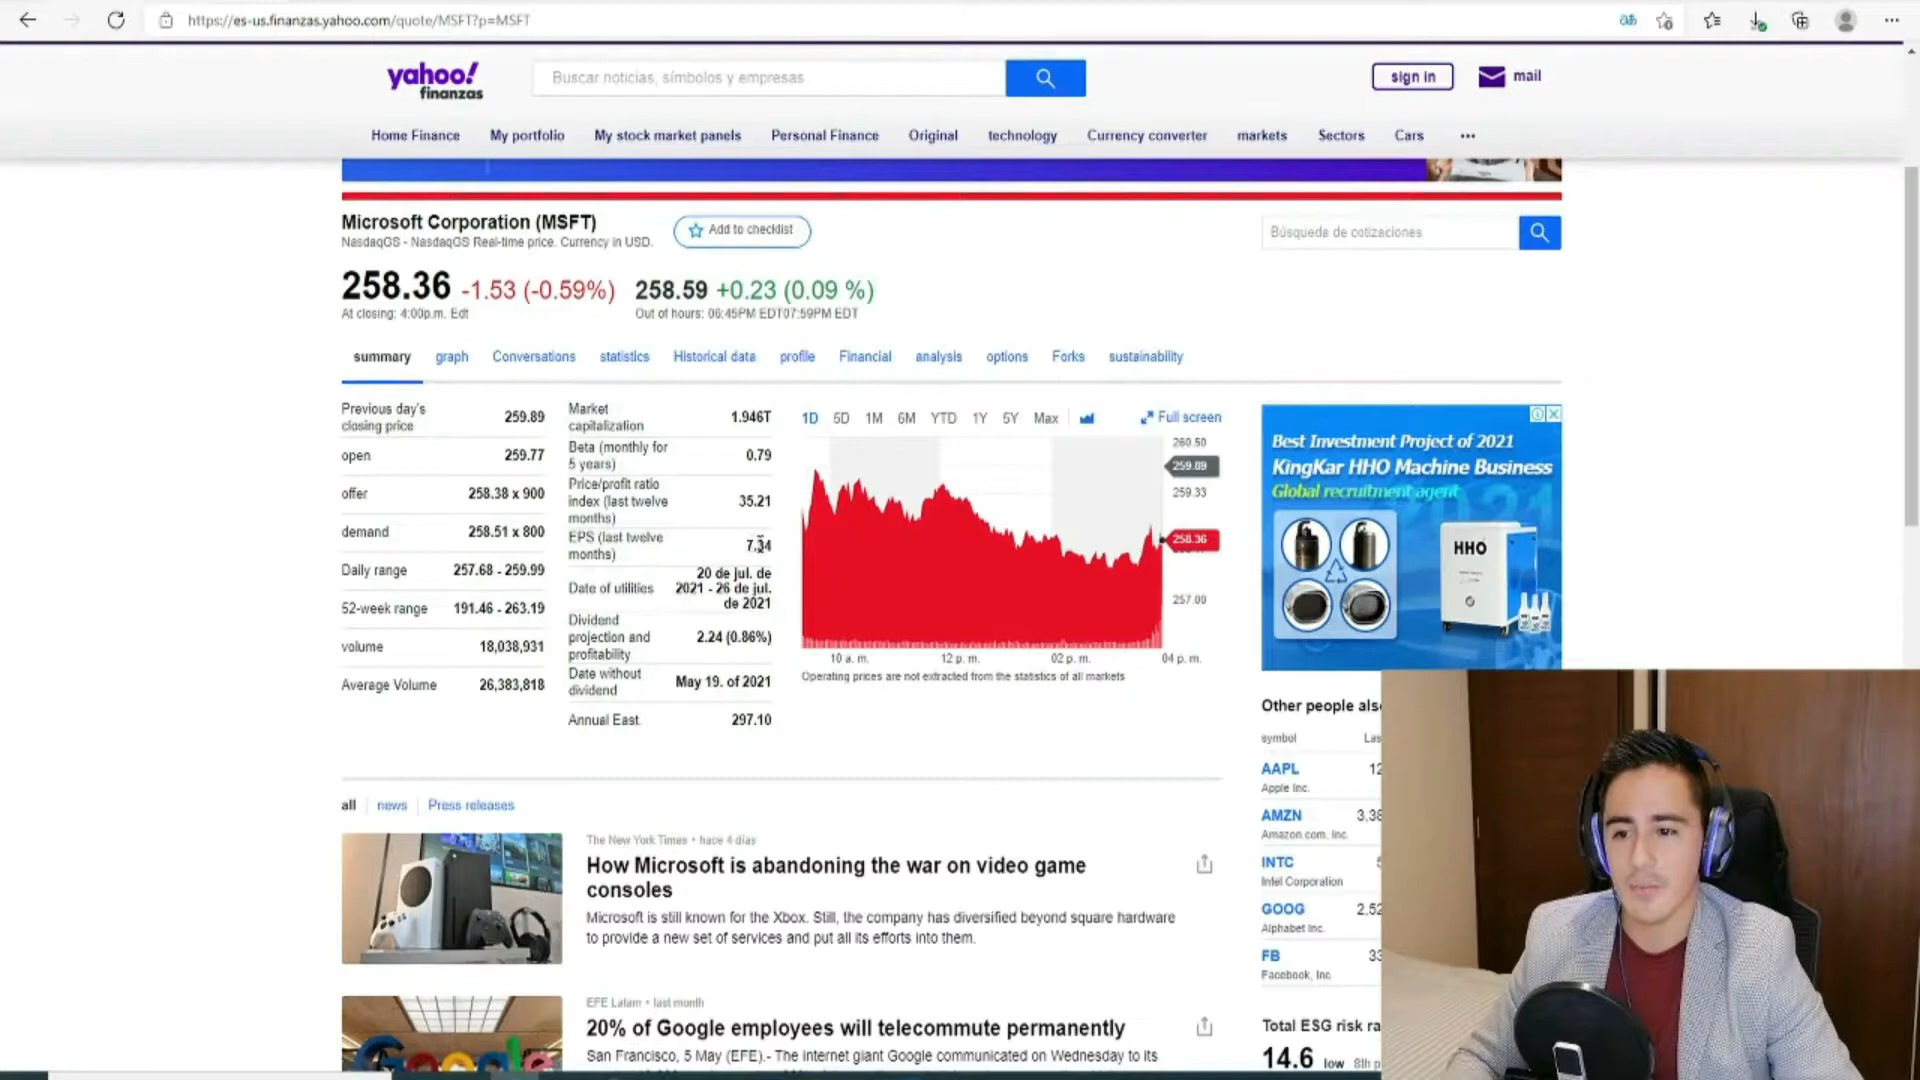 https://es-us.finanzas.yahoo.com/quote/MSFT?p=MSFT
yahoo!
finanzas
Buscar noticias, símbolos y empresas
sign in
mail
Home Finance My portfolio My stock market panels Personal Finance Original technology Currency converter markets Sectors Cars ...
Microsoft Corporation (MSFT)
NasdaqGS - NasdaqGS Real-time price. Currency in USD.
Add to checklist
Búsqueda de cotizaciones
258.36 -1.53 (-0.59%) 258.59 +0.23 (0.09 %)
At closing: 4:00p.m. Edt Out of hours: 06:45PM EDT07:59PM EDT
summary graph Conversations statistics Historical data profile Financial analysis options Forks sustainability
Previous day's
closing price 259.89
open 259.77
offer 258.38 x 900
demand 258.51 x 800
Daily range 257.68 - 259.99
52-week range 191.46 - 263.19
volume 18,038,931
Average Volume 26,383,818
Market
capitalization 1.946T
Beta (monthly for
5 years) 0.79
Price/profit ratio
index (last twelve
months) 35.21
EPS (last twelve
months) 7.34
Date of utilities 20 de jul. de
2021 - 26 de jul.
de 2021
Dividend
projection and
profitability 2.24 (0.86%)
Date without
dividend May 19. of 2021
Annual East. 297.10
1D 5D 1M 6M YTD 1Y 5Y Max Full screen
260.50
259.89
259.33
258.36
257.00
10 a. m. 12 p. m. 02 p. m. 04 p. m.
Operating prices are not extracted from the statistics of all markets
Best Investment Project of 2021
KingKar HHO Machine Business
Global recruitment agent
HHO
all news Press releases
The New York Times • hace 4 días
How Microsoft is abandoning the war on video game
consoles
Microsoft is still known for the Xbox. Still, the company has diversified beyond square hardware
to provide a new set of services and put all its efforts into them.
EFE Latam • last month
20% of Google employees will telecommute permanently
San Francisco, 5 May (EFE).- The internet giant Google communicated on Wednesday to its
Google
Other people als
symbol Las
AAPL 12
Apple Inc.
AMZN 3,38
Amazon.com, Inc.
INTC
Intel Corporation
GOOG 2,52
Alphabet Inc.
FB 33
Facebook, Inc.
Total ESG risk ra
14.6 low 8th p